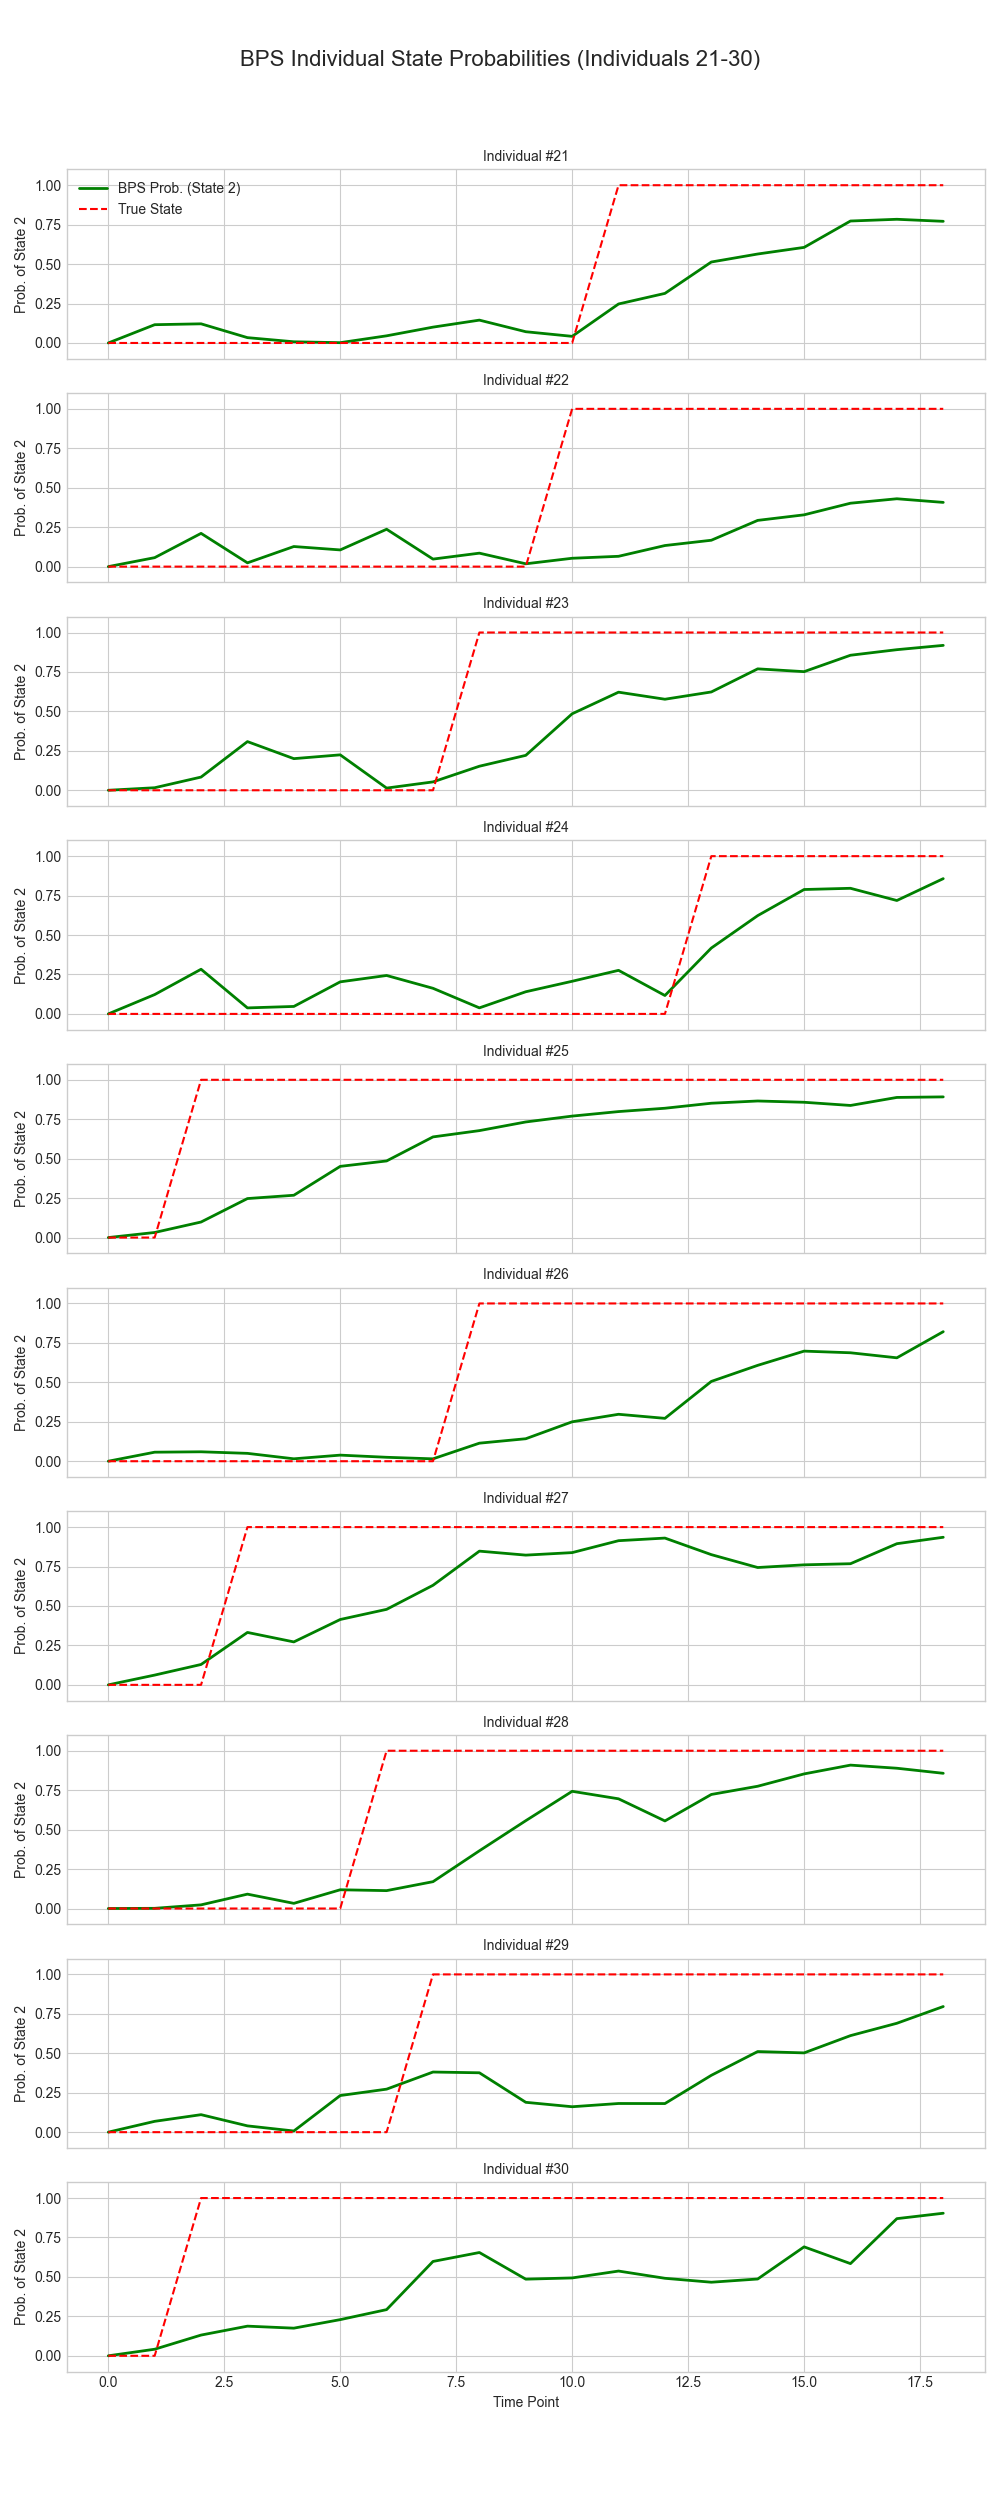 BPS Individual State Probabilities (Individuals 21-30)
Individual #21
BPS Prob. (State 2)
True State
Prob. of State 2
1.00
0.75
0.50
0.25
0.00
Individual #22
Prob. of State 2
1.00
0.75
0.50
0.25
0.00
Individual #23
Prob. of State 2
1.00
0.75
0.50
0.25
0.00
Individual #24
Prob. of State 2
1.00
0.75
0.50
0.25
0.00
Individual #25
Prob. of State 2
1.00
0.75
0.50
0.25
0.00
Individual #26
Prob. of State 2
1.00
0.75
0.50
0.25
0.00
Individual #27
Prob. of State 2
1.00
0.75
0.50
0.25
0.00
Individual #28
Prob. of State 2
1.00
0.75
0.50
0.25
0.00
Individual #29
Prob. of State 2
1.00
0.75
0.50
0.25
0.00
Individual #30
Prob. of State 2
1.00
0.75
0.50
0.25
0.00
0.0 2.5 5.0 7.5 10.0 12.5 15.0 17.5
Time Point